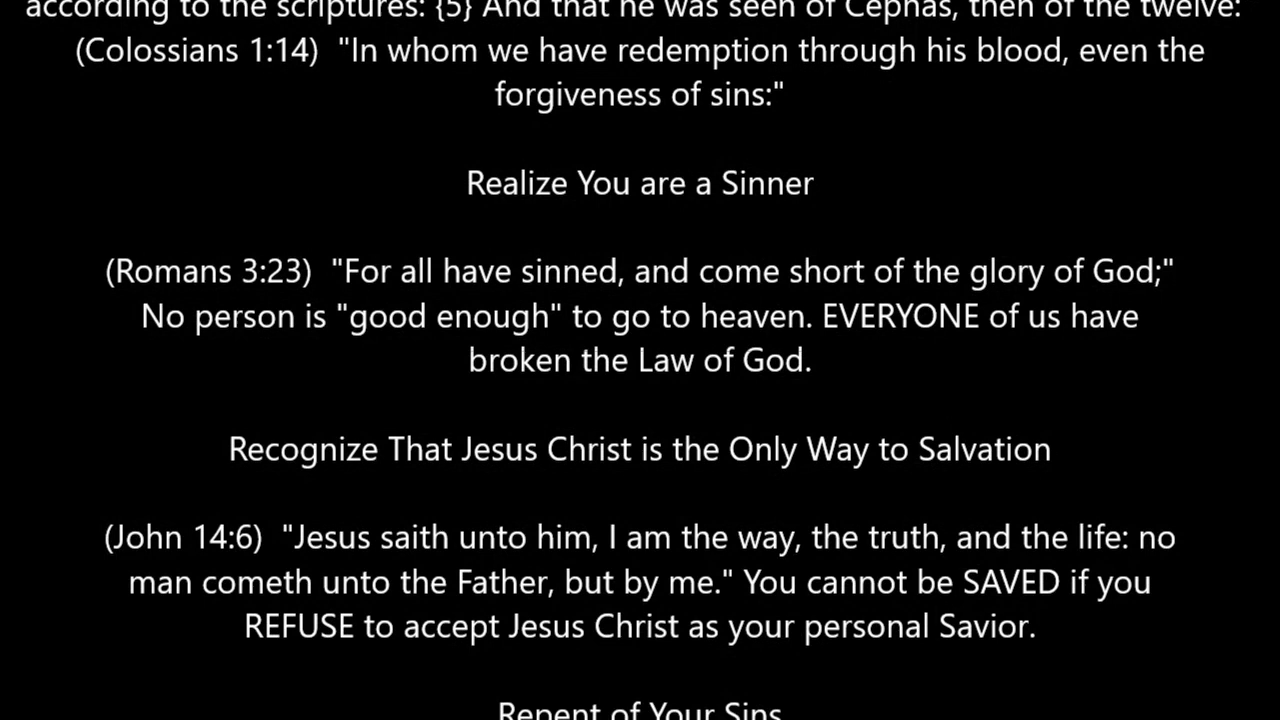 according to the scriptures: {5} And that he was seen of Cephas, then of the twelve:
(Colossians 1:14)  "In whom we have redemption through his blood, even the
forgiveness of sins:"
Realize You are a Sinner
(Romans 3:23)  "For all have sinned, and come short of the glory of God;"
No person is "good enough" to go to heaven. EVERYONE of us have
broken the Law of God.
Recognize That Jesus Christ is the Only Way to Salvation
(John 14:6)  "Jesus saith unto him, I am the way, the truth, and the life: no
man cometh unto the Father, but by me." You cannot be SAVED if you
REFUSE to accept Jesus Christ as your personal Savior.
Repent of Your Sins